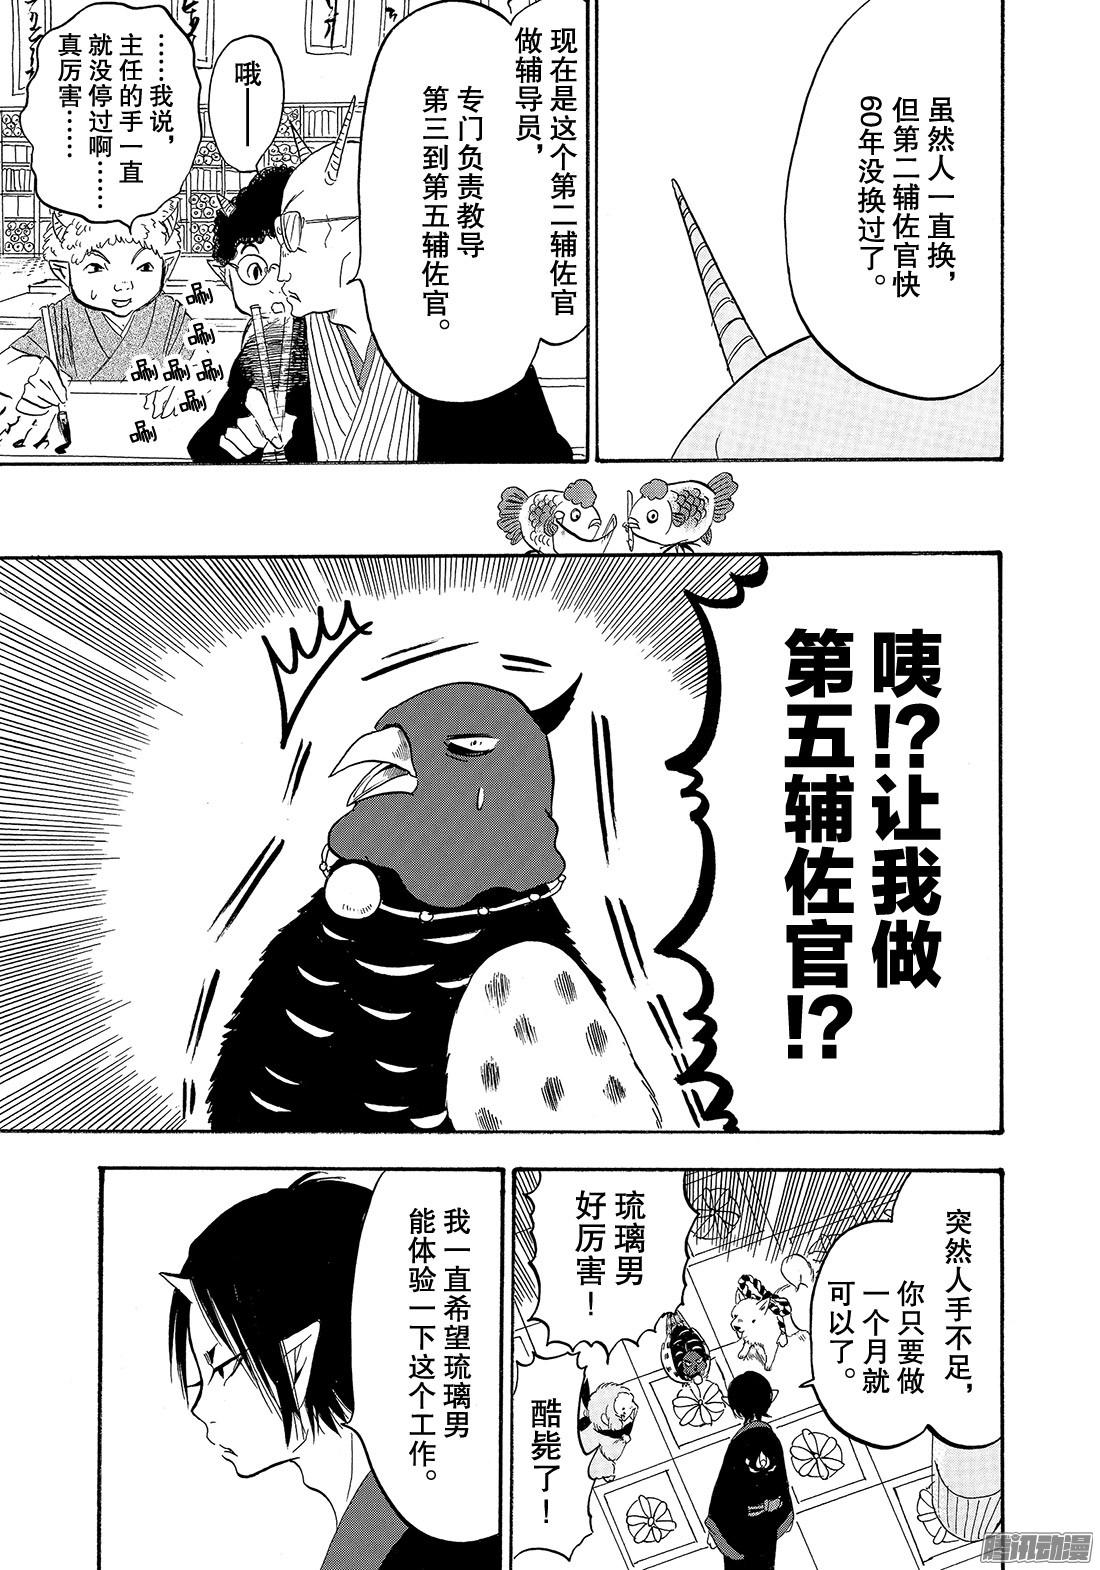 虽然人一直换，
但第二辅佐官快
60年没换过了。
现在是这个第二辅佐官
做辅导员，
专门负责教导
第三到第五辅佐官。
哦——
……我说，
主任的手一直
就没停过啊……
真厉害……
唰
唰
唰
唰
唰
唰
唰
咦!?让我做
第五辅佐官!?
突然人手不足，
你只要做
一个月就
可以了。
琉璃男
好厉害！
酷毙了！
我一直希望琉璃男
能体验一下这个工作。
腾讯动漫